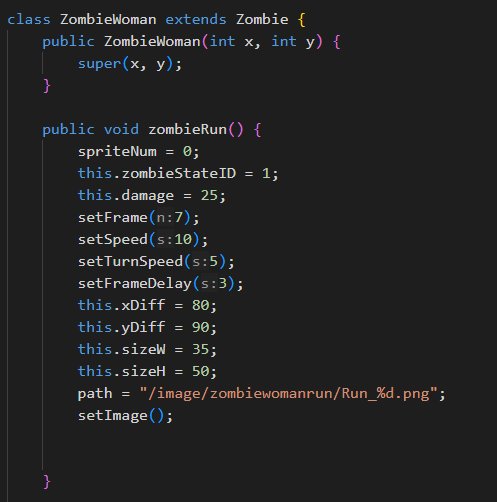 class ZombieWoman extends Zombie {
    public ZombieWoman(int x, int y) {
        super(x, y);
    }

    public void zombieRun() {
        spriteNum = 0;
        this.zombieStateID = 1;
        this.damage = 25;
        setFrame(n:7);
        setSpeed(s:10);
        setTurnSpeed(s:5);
        setFrameDelay(s:3);
        this.xDiff = 80;
        this.yDiff = 90;
        this.sizeW = 35;
        this.sizeH = 50;
        path = "/image/zombiewomanrun/Run_%d.png";
        setImage();


    }